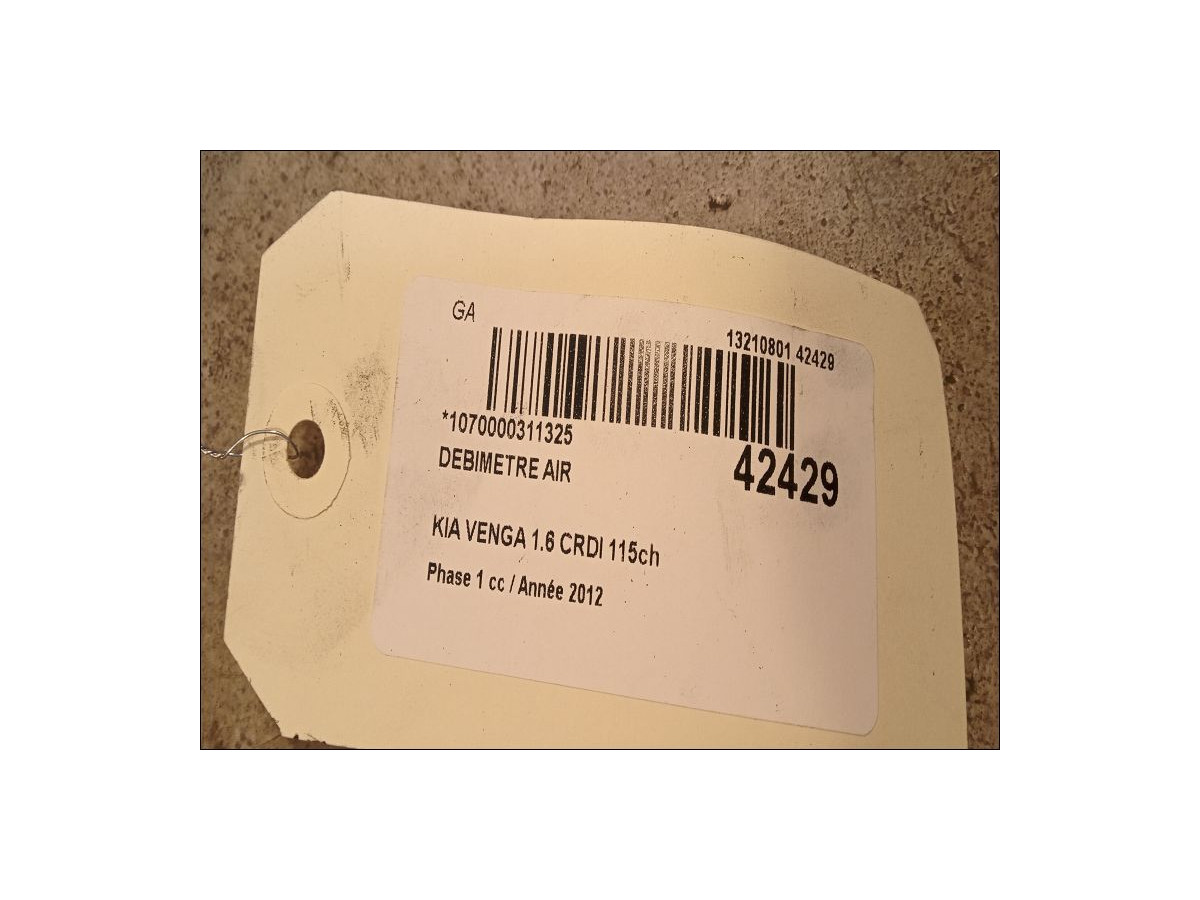 GA
13210801 42429
*1070000311325
42429
DEBIMETRE AIR
KIA VENGA 1.6 CRDI 115ch
Phase 1 cc / Année 2012